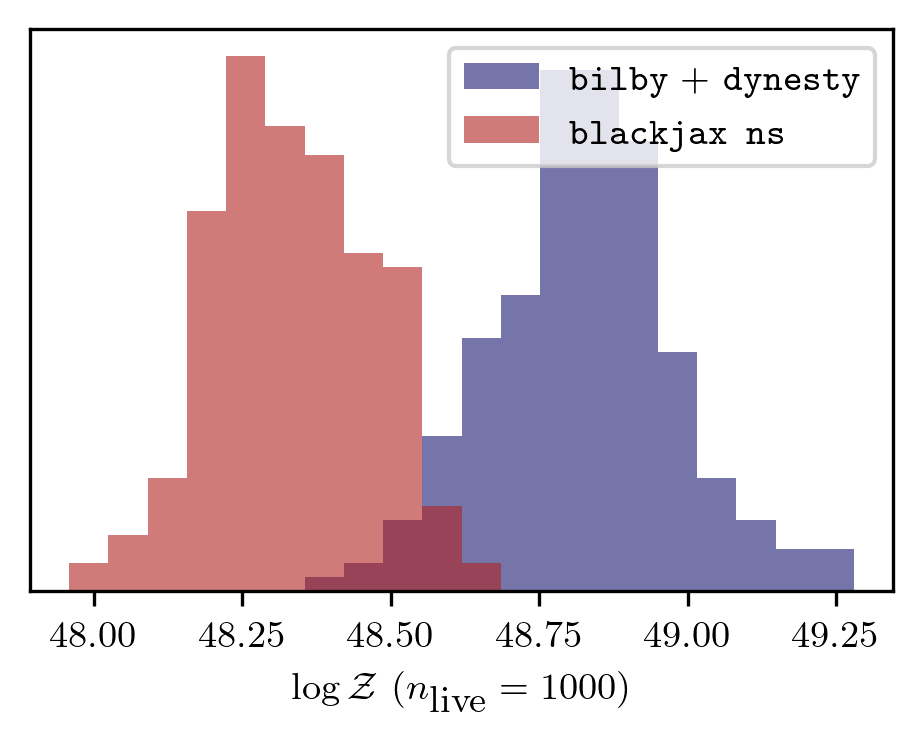 bilby + dynesty
blackjax ns
48.00 48.25 48.50 48.75 49.00 49.25
log 𝒵 (n_live = 1000)